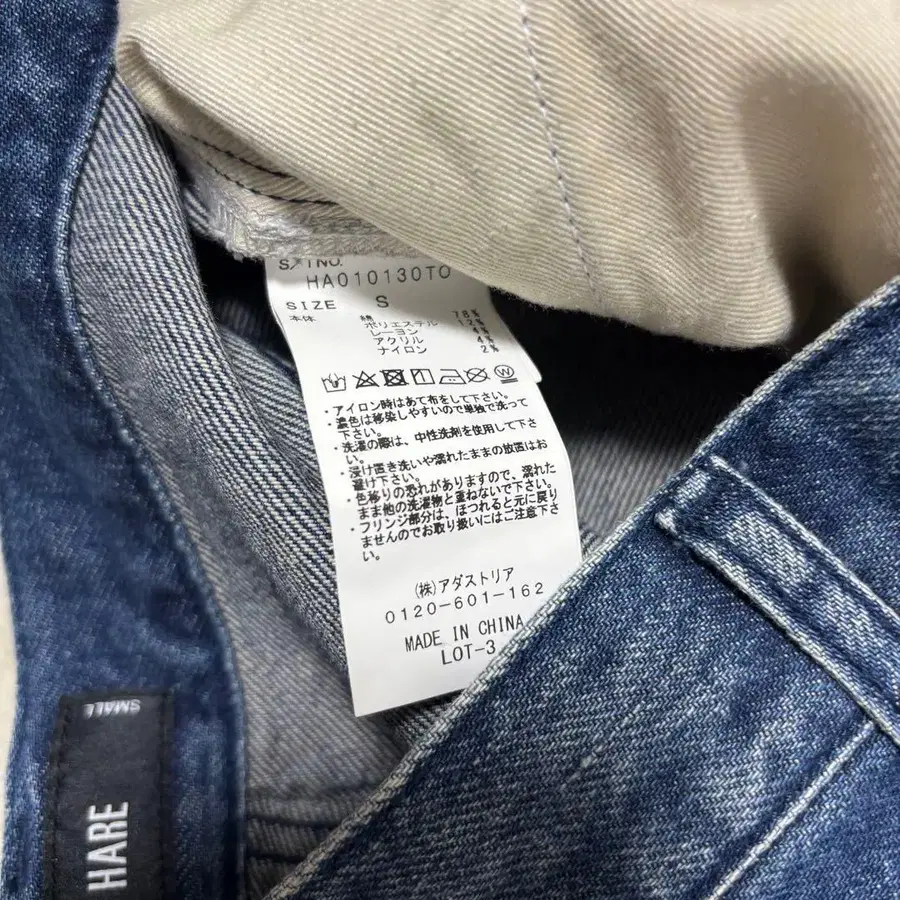 S/TNO.
HA010130TO
SIZE S
本体 綿 78%
ポリエステル 12%
レーヨン 4%
アクリル 4%
ナイロン 2%
・アイロン時はあて布をして下さい。
・濃色は移染しやすいので単独で洗って
下さい。
・洗濯の際は、中性洗剤を使用して下さ
い。
・浸け置き洗いや濡れたままの放置はお
避け下さい。
・色移りの恐れがありますので、濡れた
まま他の洗濯物と重ねないで下さい。
・フリンジ部分は、ほつれると元に戻り
ませんのでお取り扱いにはご注意下さ
い。
(株)アダストリア
0120-601-162
MADE IN CHINA
LOT-3
SMALL
HARE